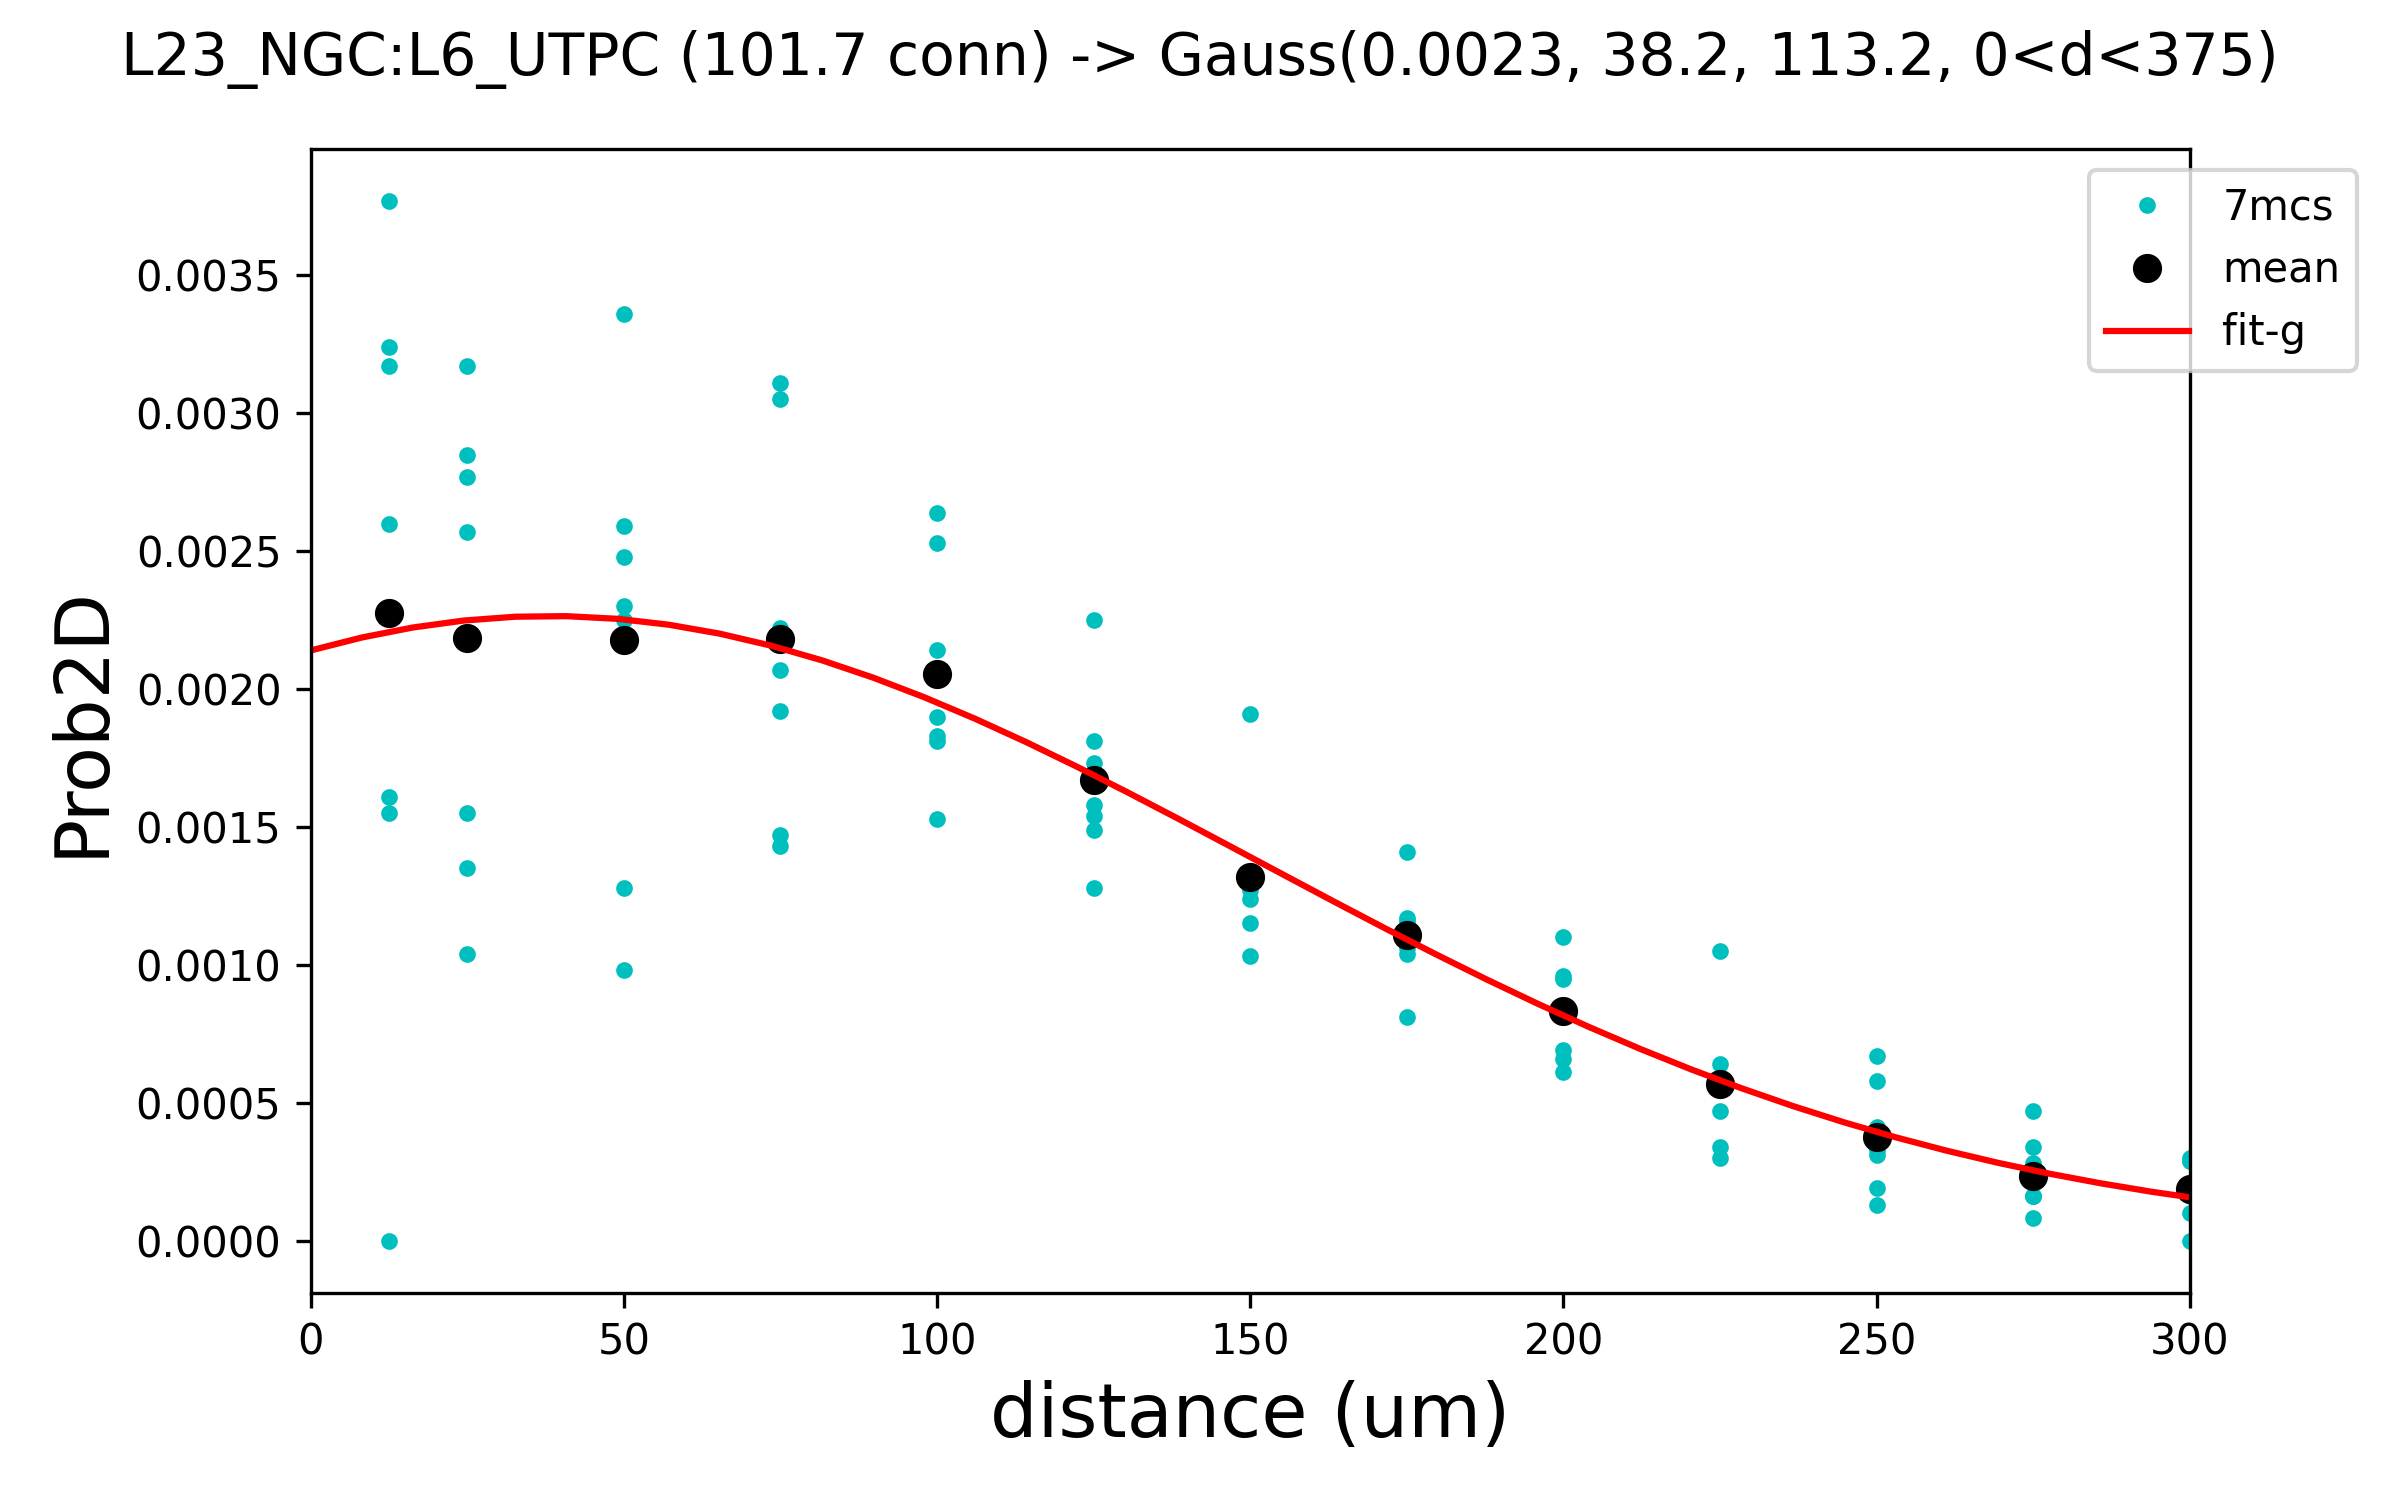 L23_NGC:L6_UTPC (101.7 conn) -> Gauss(0.0023, 38.2, 113.2, 0<d<375)
7mcs
mean
fit-g
Prob2D
0.0035
0.0030
0.0025
0.0020
0.0015
0.0010
0.0005
0.0000
0 50 100 150 200 250 300
distance (um)